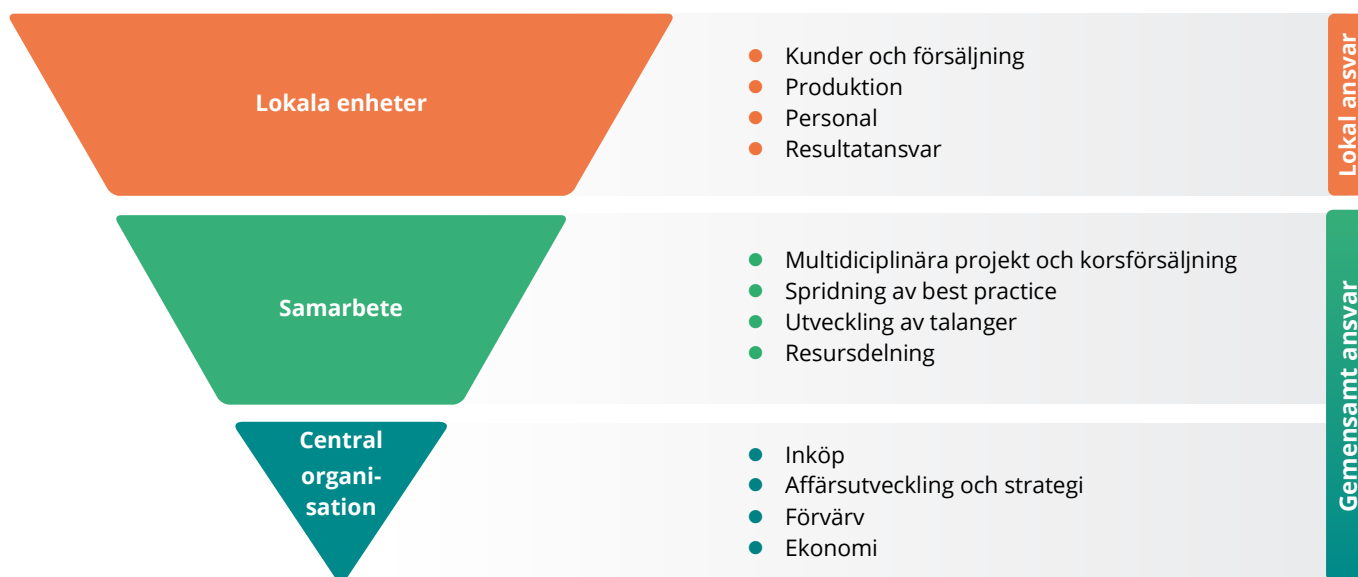 Lokala enheter
Kunder och försäljning
Produktion
Personal
Resultatansvar
Lokal ansvar
Samarbete
Multidiciplinära projekt och korsförsäljning
Spridning av best practice
Utveckling av talanger
Resursdelning
Gemensamt ansvar
Central
organi-
sation
Inköp
Affärsutveckling och strategi
Förvärv
Ekonomi